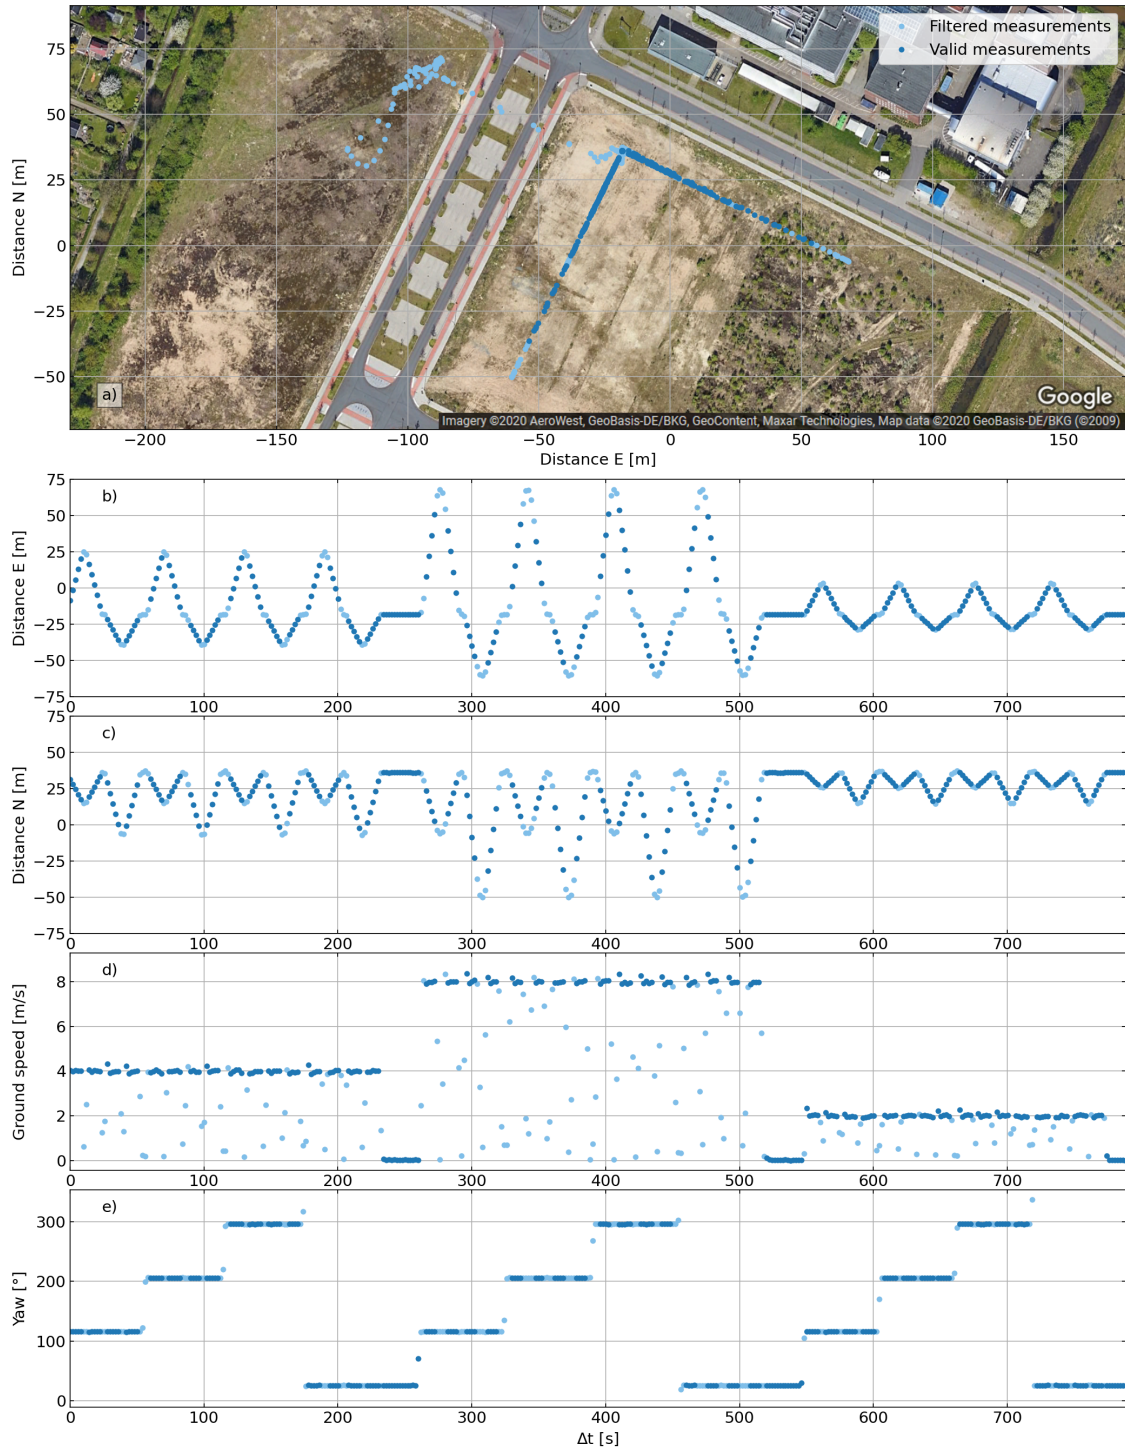 Filtered measurements
Valid measurements
75
50
25
0
−25
−50
Distance N [m]
a)
Google
Imagery ©2020 AeroWest, GeoBasis-DE/BKG, GeoContent, Maxar Technologies, Map data ©2020 GeoBasis-DE/BKG (©2009)
−200 −150 −100 −50 0 50 100 150
Distance E [m]
b)
75
50
25
0
−25
−50
−75
Distance E [m]
0 100 200 300 400 500 600 700
c)
75
50
25
0
−25
−50
−75
Distance N [m]
0 100 200 300 400 500 600 700
d)
8
6
4
2
0
Ground speed [m/s]
0 100 200 300 400 500 600 700
e)
300
200
100
0
Yaw [°]
0 100 200 300 400 500 600 700
Δt [s]